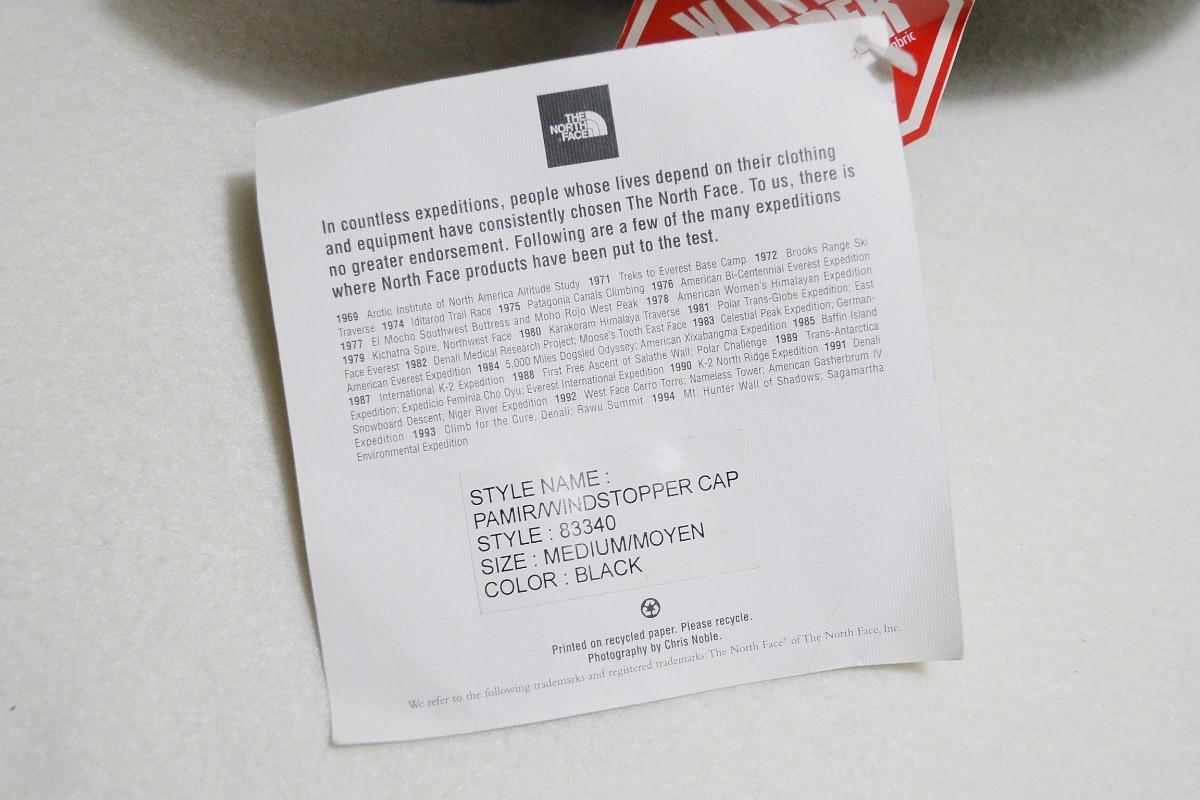 WIN
PER
bric
THE
NORTH
FACE
In countless expeditions, people whose lives depend on their clothing
and equipment have consistently chosen The North Face. To us, there is
no greater endorsement. Following are a few of the many expeditions
where North Face products have been put to the test.
1969 Arctic Institute of North America Altitude Study 1971 Treks to Everest Base Camp 1972 Brooks Range Ski
Traverse 1974 Iditarod Trail Race 1975 Patagonia Canals Climbing 1976 American Bi-Centennial Everest Expedition
1977 El Mocho Southwest Buttress and Moho Rojo West Peak 1978 American Women's Himalayan Expedition
1979 Kichatna Spire, Northwest Face 1980 Karakoram Himalaya Traverse 1981 Polar Trans-Globe Expedition; East
Face Everest 1982 Denali Medical Research Project; Moose's Tooth East Face 1983 Celestial Peak Expedition; German-
American Everest Expedition 1984 5,000 Miles Dogsled Odyssey; American Xixabangma Expedition 1985 Baffin Island
1987 International K-2 Expedition 1988 First Free Ascent of Salathe Wall; Polar Challenge 1989 Trans-Antarctica
Expedition; Expedicio Feminia Cho Oyu; Everest International Expedition 1990 K-2 North Ridge Expedition 1991 Denali
Snowboard Descent; Niger River Expedition 1992 West Face Cerro Torre; Nameless Tower; American Gasherbrum IV
Expedition 1993 Climb for the Cure, Denali; Rawu Summit 1994 Mt. Hunter Wall of Shadows; Sagamartha
Environmental Expedition
STYLE NAME :
PAMIR/WINDSTOPPER CAP
STYLE : 83340
SIZE : MEDIUM/MOYEN
COLOR : BLACK
Printed on recycled paper. Please recycle.
Photography by Chris Noble.
We refer to the following trademarks and registered trademarks: The North Face® of The North Face, Inc.